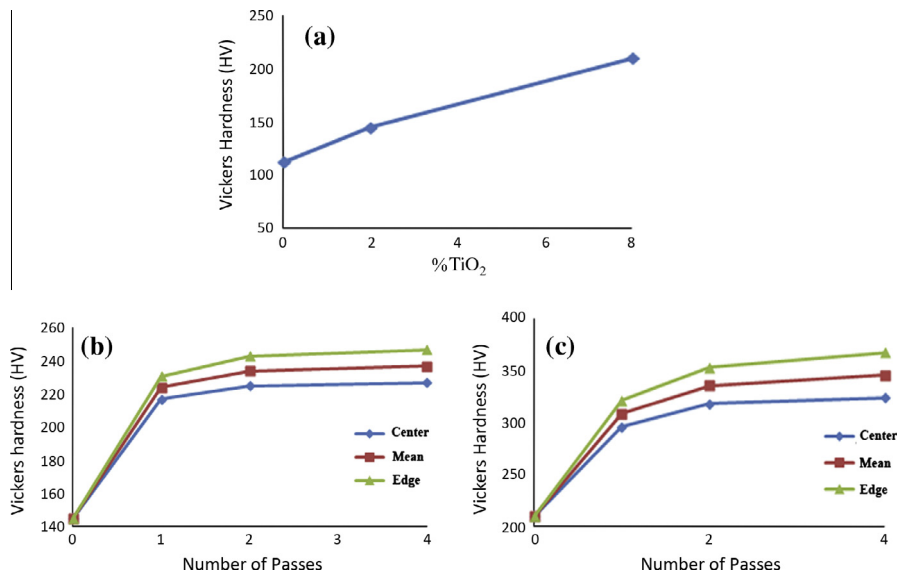 (a)
Vickers Hardness (HV)
250
200
150
100
50
0 2 4 6 8
%TiO2
(b)
Vickers hardness (HV)
260
240
220
200
180
160
140
0 1 2 3 4
Number of Passes
Center
Mean
Edge
(c)
Vickers Hardness (HV)
400
350
300
250
200
0 1 2 3 4
Number of Passes
Center
Mean
Edge